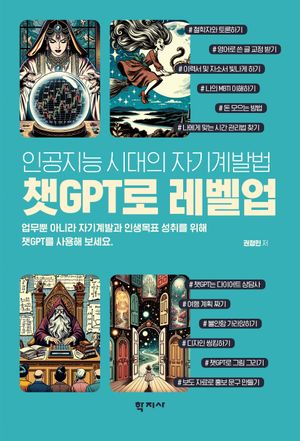 # 철학자와 토론하기
# 영어로 쓴 글 교정 받기
# 이력서 및 자소서 빛나게 하기
# 나의 MBTI 이해하기
# 돈 모으는 방법
# 나에게 맞는 시간 관리법 찾기
인공지능 시대의 자기계발법
챗GPT로 레벨업
업무뿐 아니라 자기계발과 인생목표 성취를 위해
챗GPT를 사용해 보세요.
권정민 저
# 챗GPT는 다이어트 상담사
# 여행 계획 짜기
# 불안함 가라앉히기
# 디자인 씽킹하기
# 챗GPT로 그림 그리기
# 보도 자료로 홍보 문구 만들기
학지사